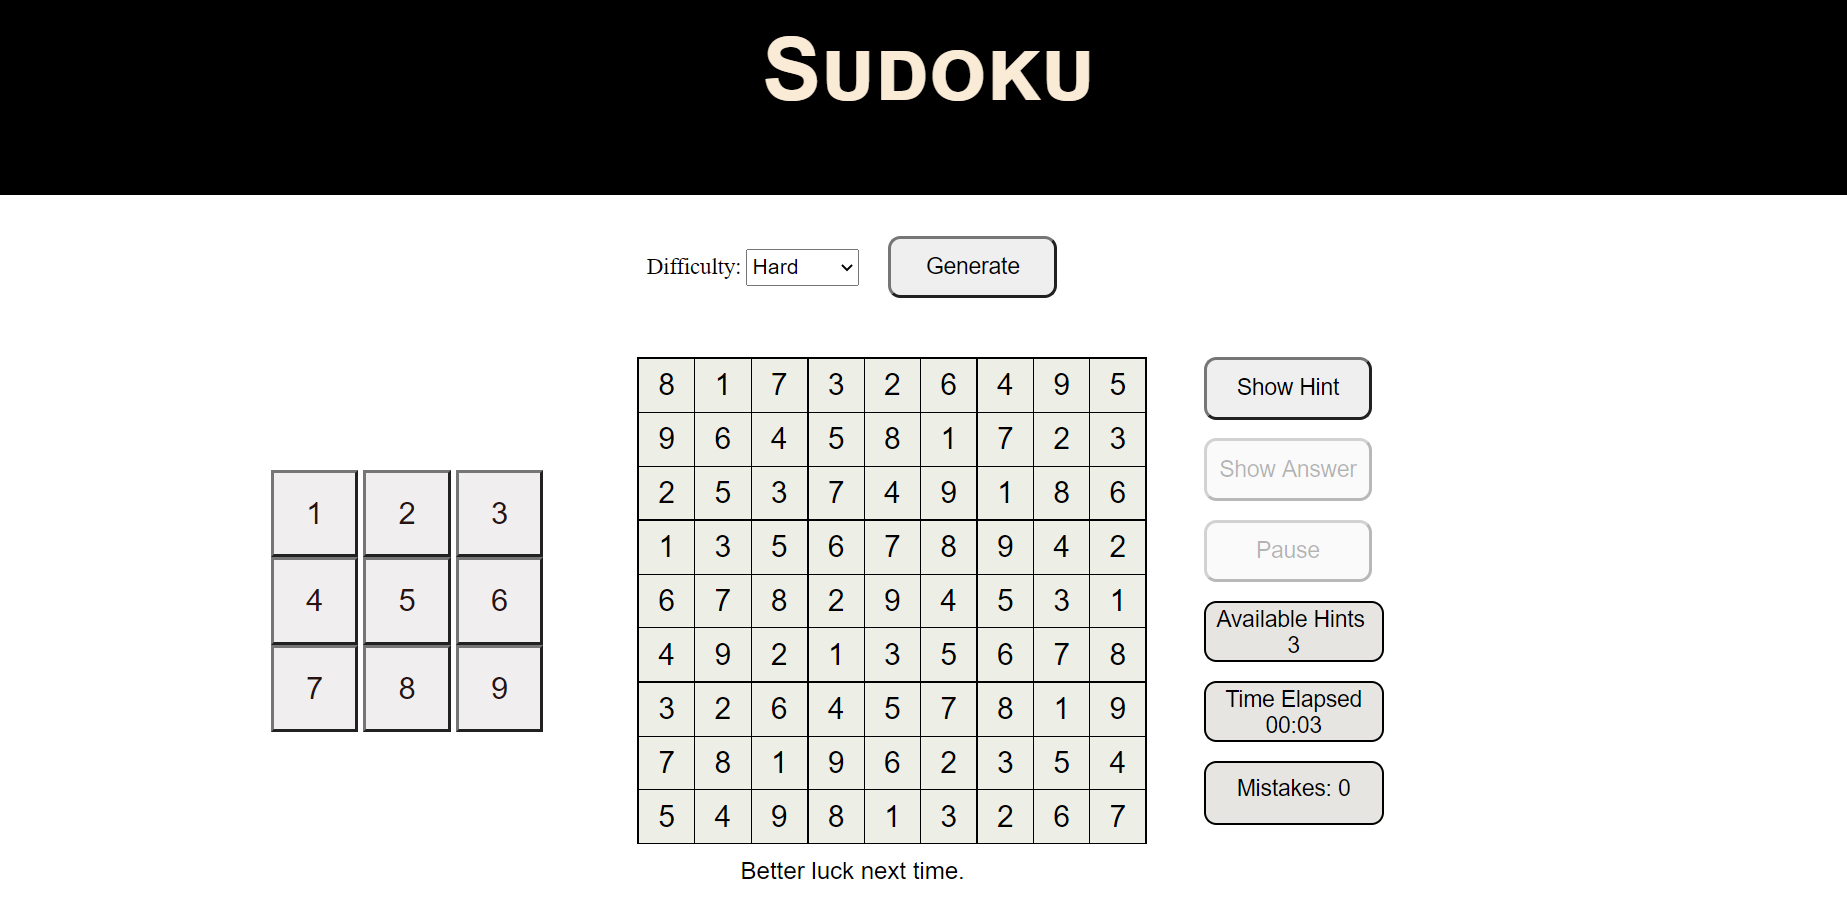 SUDOKU
Difficulty: Hard Generate
1 2 3
4 5 6
7 8 9
8 1 7 3 2 6 4 9 5
9 6 4 5 8 1 7 2 3
2 5 3 7 4 9 1 8 6
1 3 5 6 7 8 9 4 2
6 7 8 2 9 4 5 3 1
4 9 2 1 3 5 6 7 8
3 2 6 4 5 7 8 1 9
7 8 1 9 6 2 3 5 4
5 4 9 8 1 3 2 6 7
Better luck next time.
Show Hint
Show Answer
Pause
Available Hints
3
Time Elapsed
00:03
Mistakes: 0